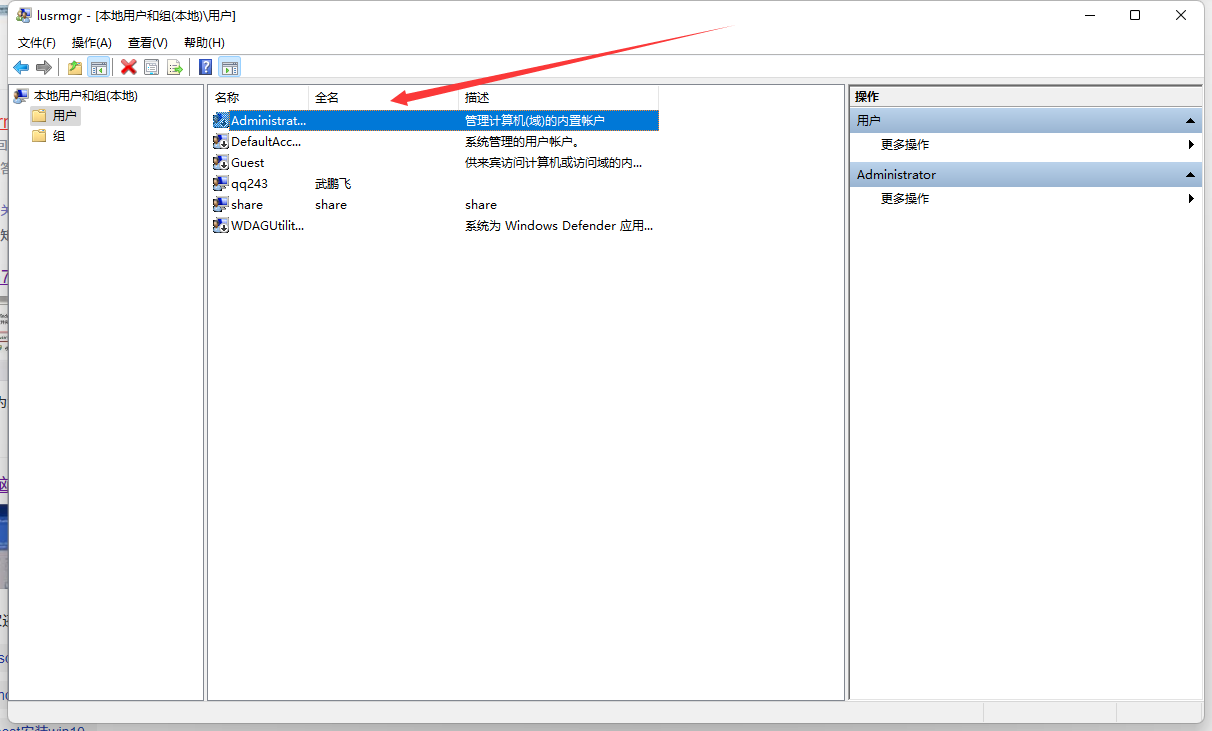 lusrmgr - [本地用户和组(本地)\用户]
文件(F) 操作(A) 查看(V) 帮助(H)
本地用户和组(本地)
用户
组
名称 全名 描述
Administrat... 管理计算机(域)的内置帐户
DefaultAcc... 系统管理的用户帐户。
Guest 供来宾访问计算机或访问域的内...
qq243 武鹏飞
share share share
WDAGUtilit... 系统为 Windows Defender 应用...
操作
用户
更多操作
Administrator
更多操作